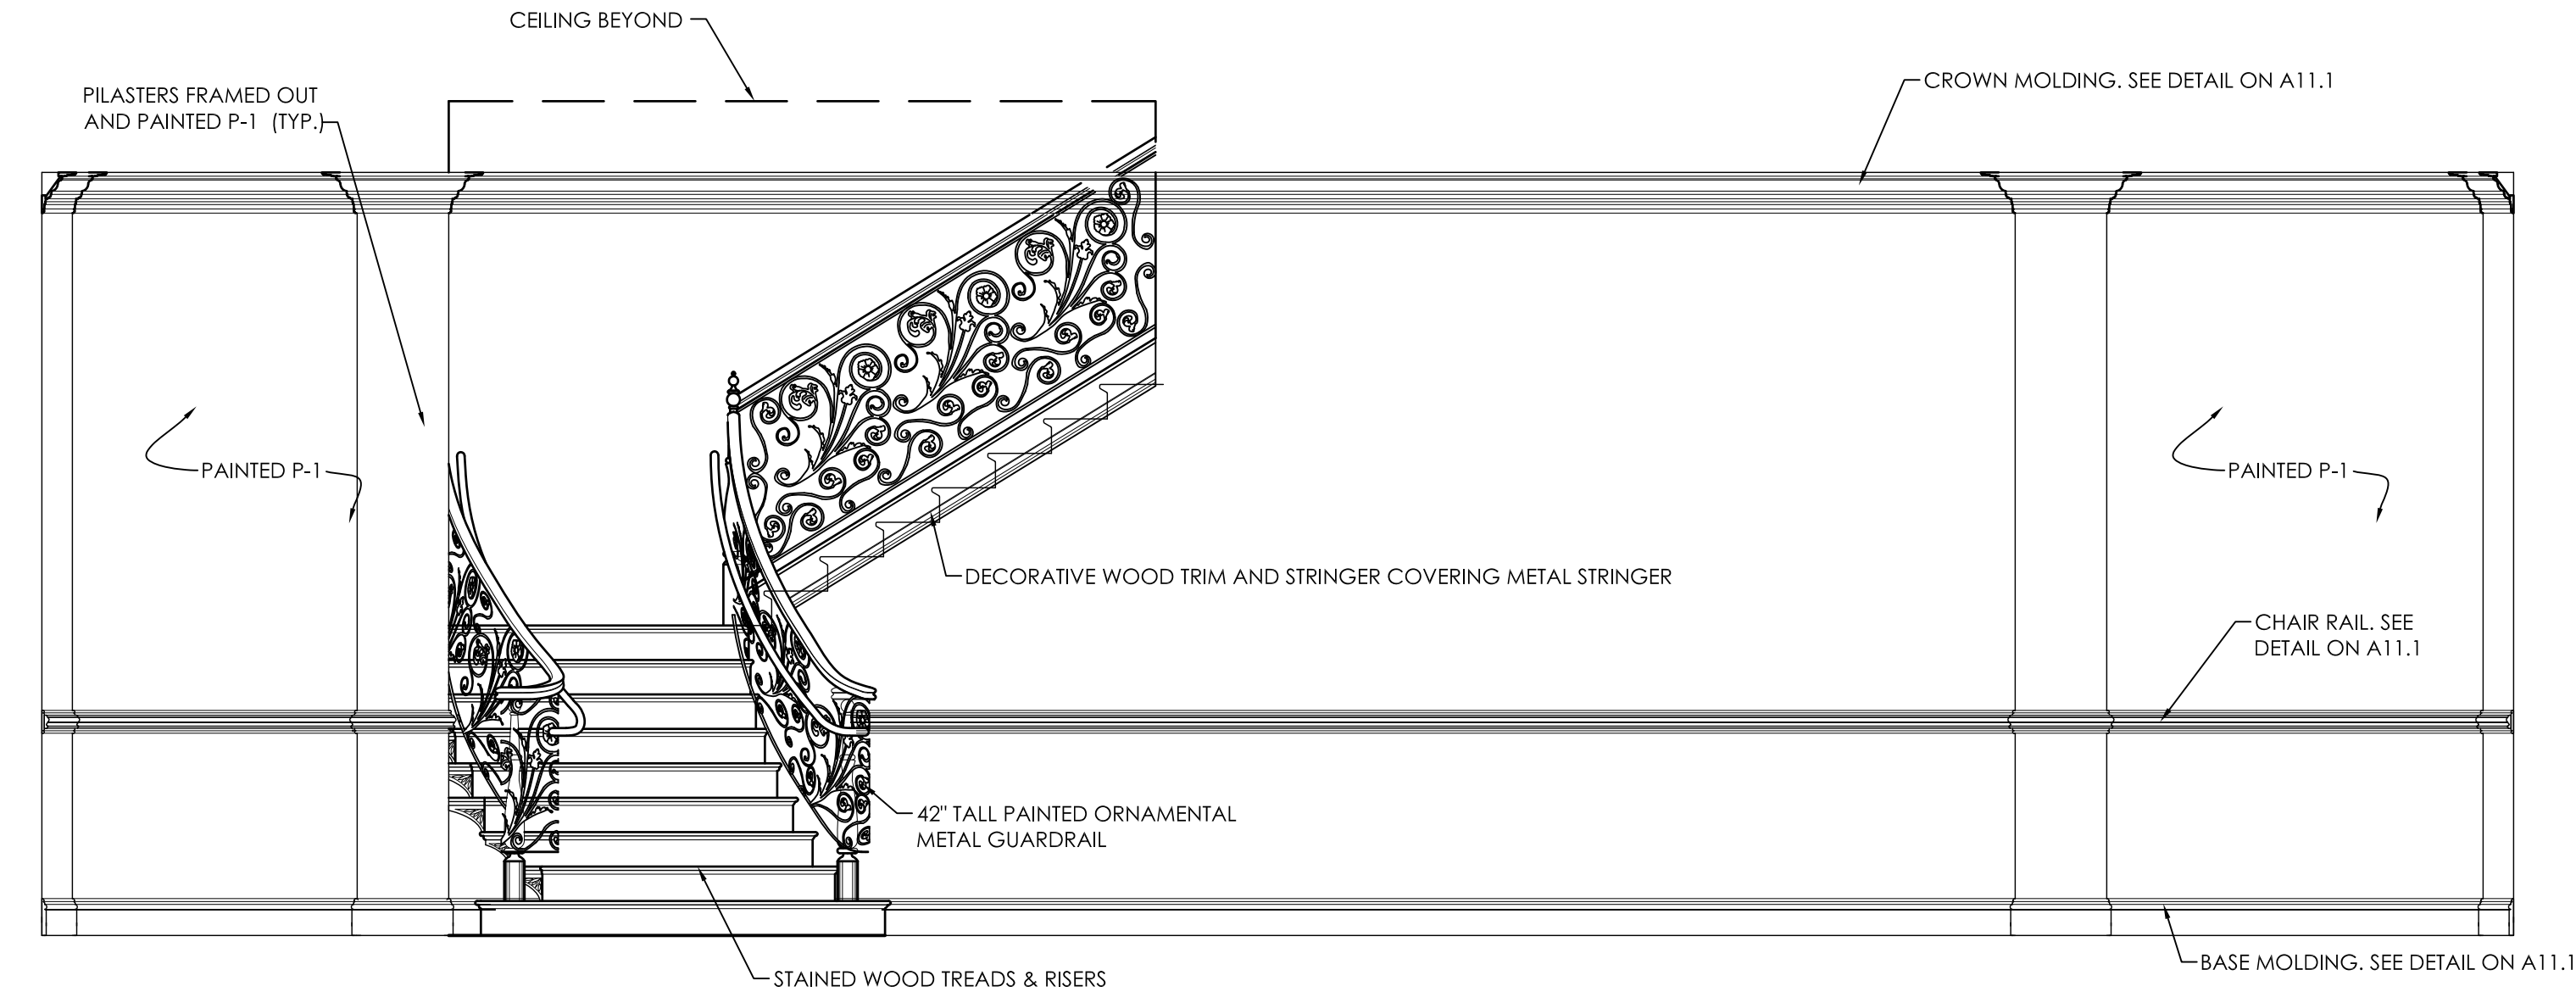 CEILING BEYOND
PILASTERS FRAMED OUT
AND PAINTED P-1 (TYP.)
CROWN MOLDING. SEE DETAIL ON A11.1
PAINTED P-1
PAINTED P-1
DECORATIVE WOOD TRIM AND STRINGER COVERING METAL STRINGER
CHAIR RAIL. SEE
DETAIL ON A11.1
42" TALL PAINTED ORNAMENTAL
METAL GUARDRAIL
STAINED WOOD TREADS & RISERS
BASE MOLDING. SEE DETAIL ON A11.1